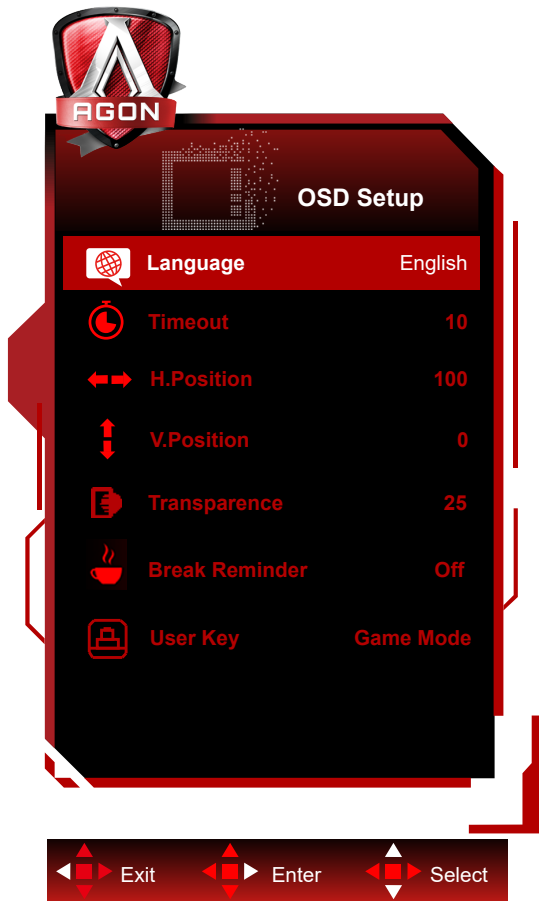 AGON
OSD Setup
Language English
Timeout 10
H.Position 100
V.Position 0
Transparence 25
Break Reminder Off
User Key Game Mode
Exit Enter Select